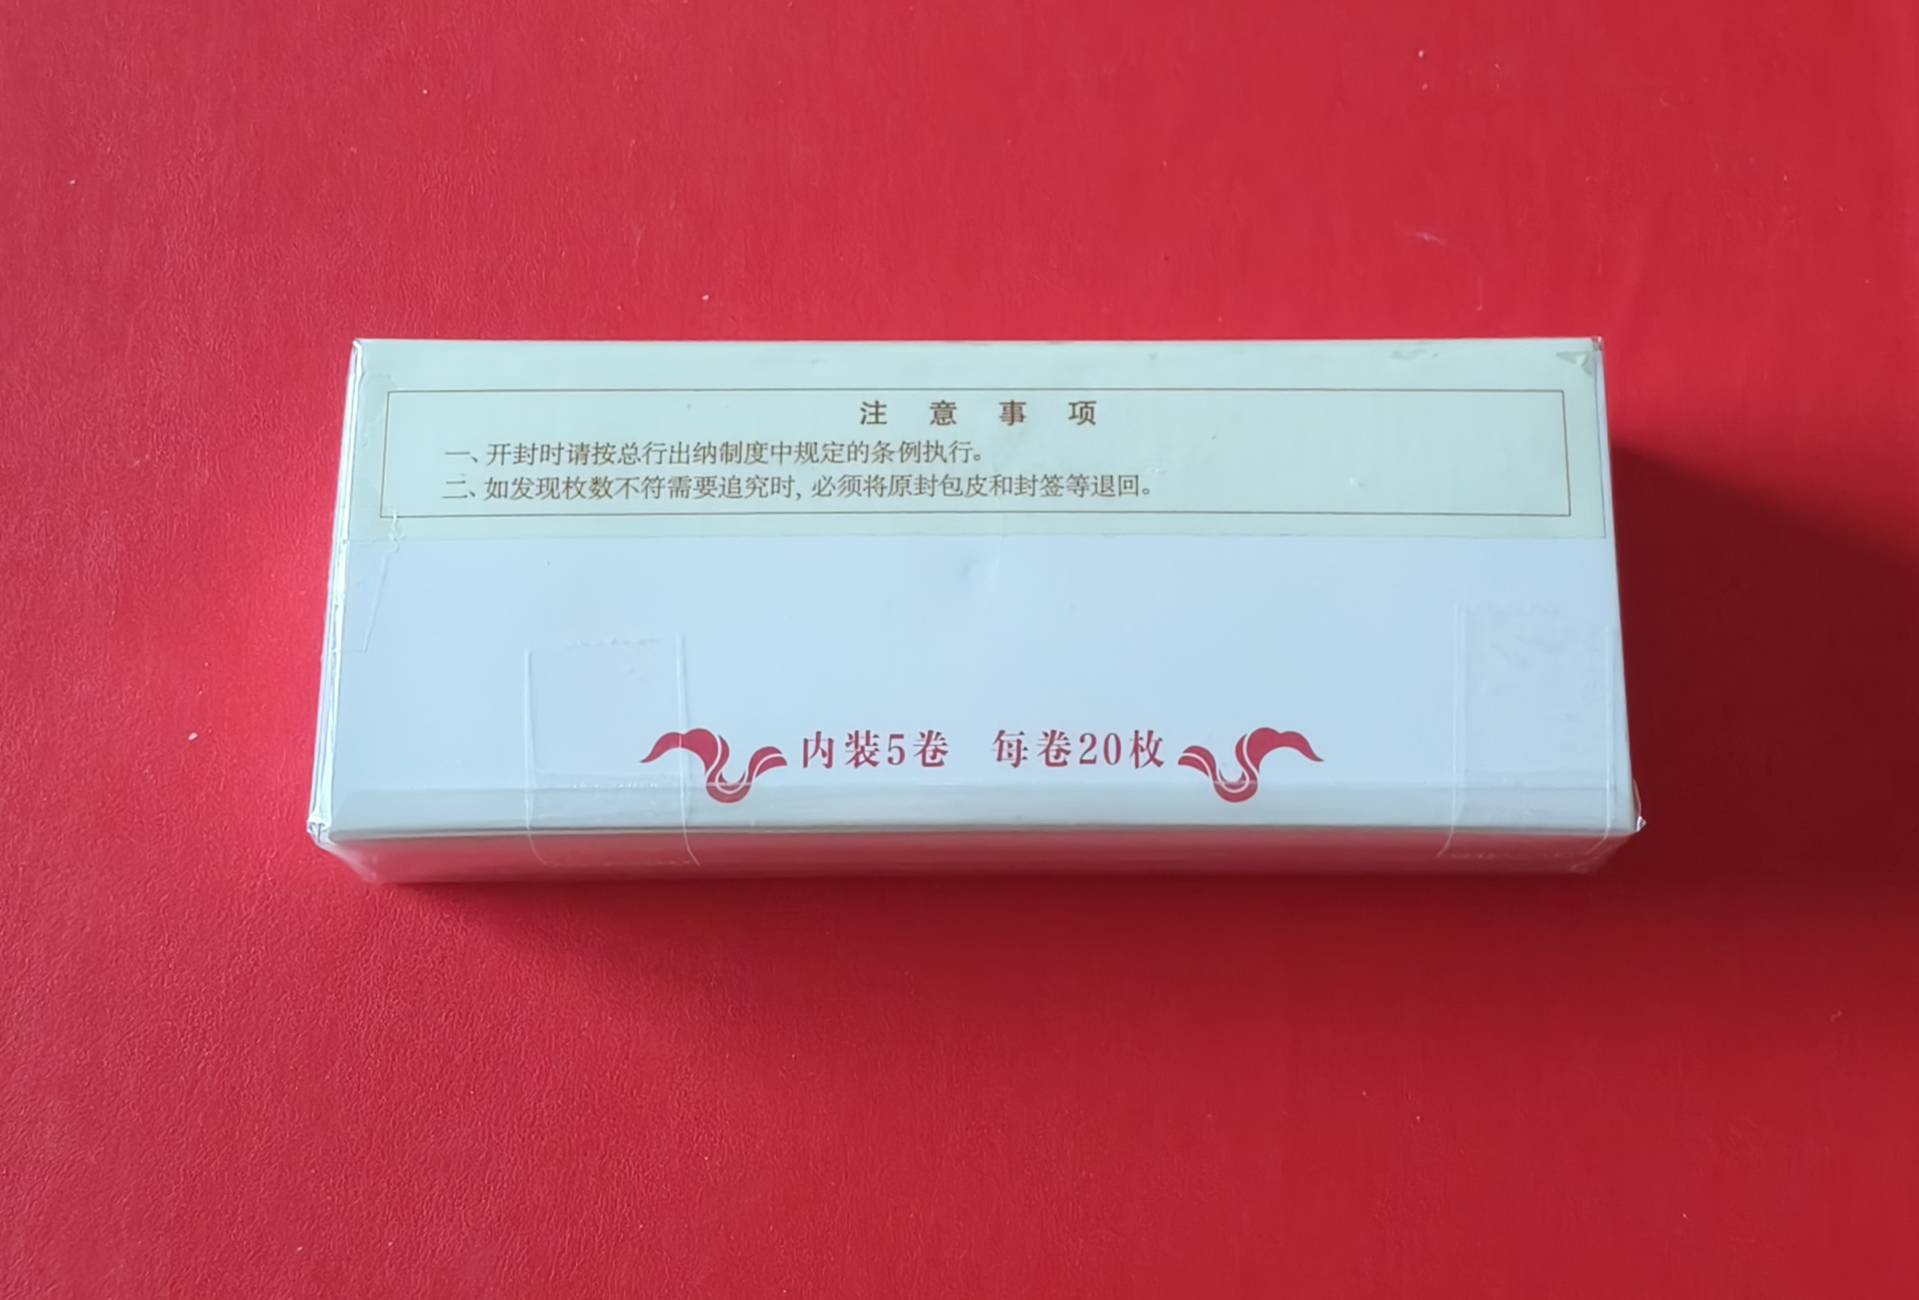 注意事项
一、开封时请按总行出纳制度中规定的条例执行。
二、如发现枚数不符需要追究时,必须将原封包皮和封签等退回。
内装5卷 每卷20枚